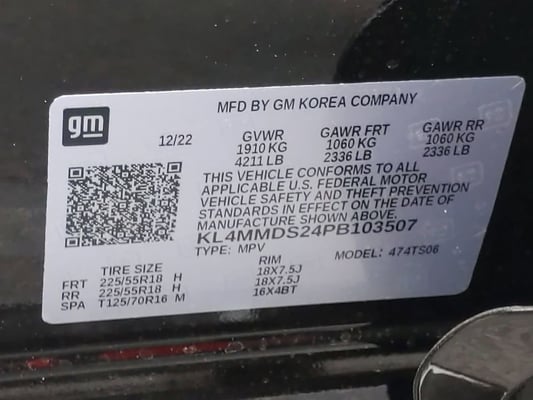 MFD BY GM KOREA COMPANY
gm
12/22 GVWR GAWR FRT GAWR RR
1910 KG 1060 KG 1060 KG
4211 LB 2336 LB 2336 LB
THIS VEHICLE CONFORMS TO ALL
APPLICABLE U.S. FEDERAL MOTOR
VEHICLE SAFETY AND THEFT PREVENTION
STANDARDS IN EFFECT ON THE DATE OF
MANUFACTURE SHOWN ABOVE.
KL4MMDS24PB103507
TYPE: MPV MODEL: 474TS06
TIRE SIZE RIM
FRT 225/55R18 H 18X7.5J
RR 225/55R18 H 18X7.5J
SPA T125/70R16 M 16X4BT